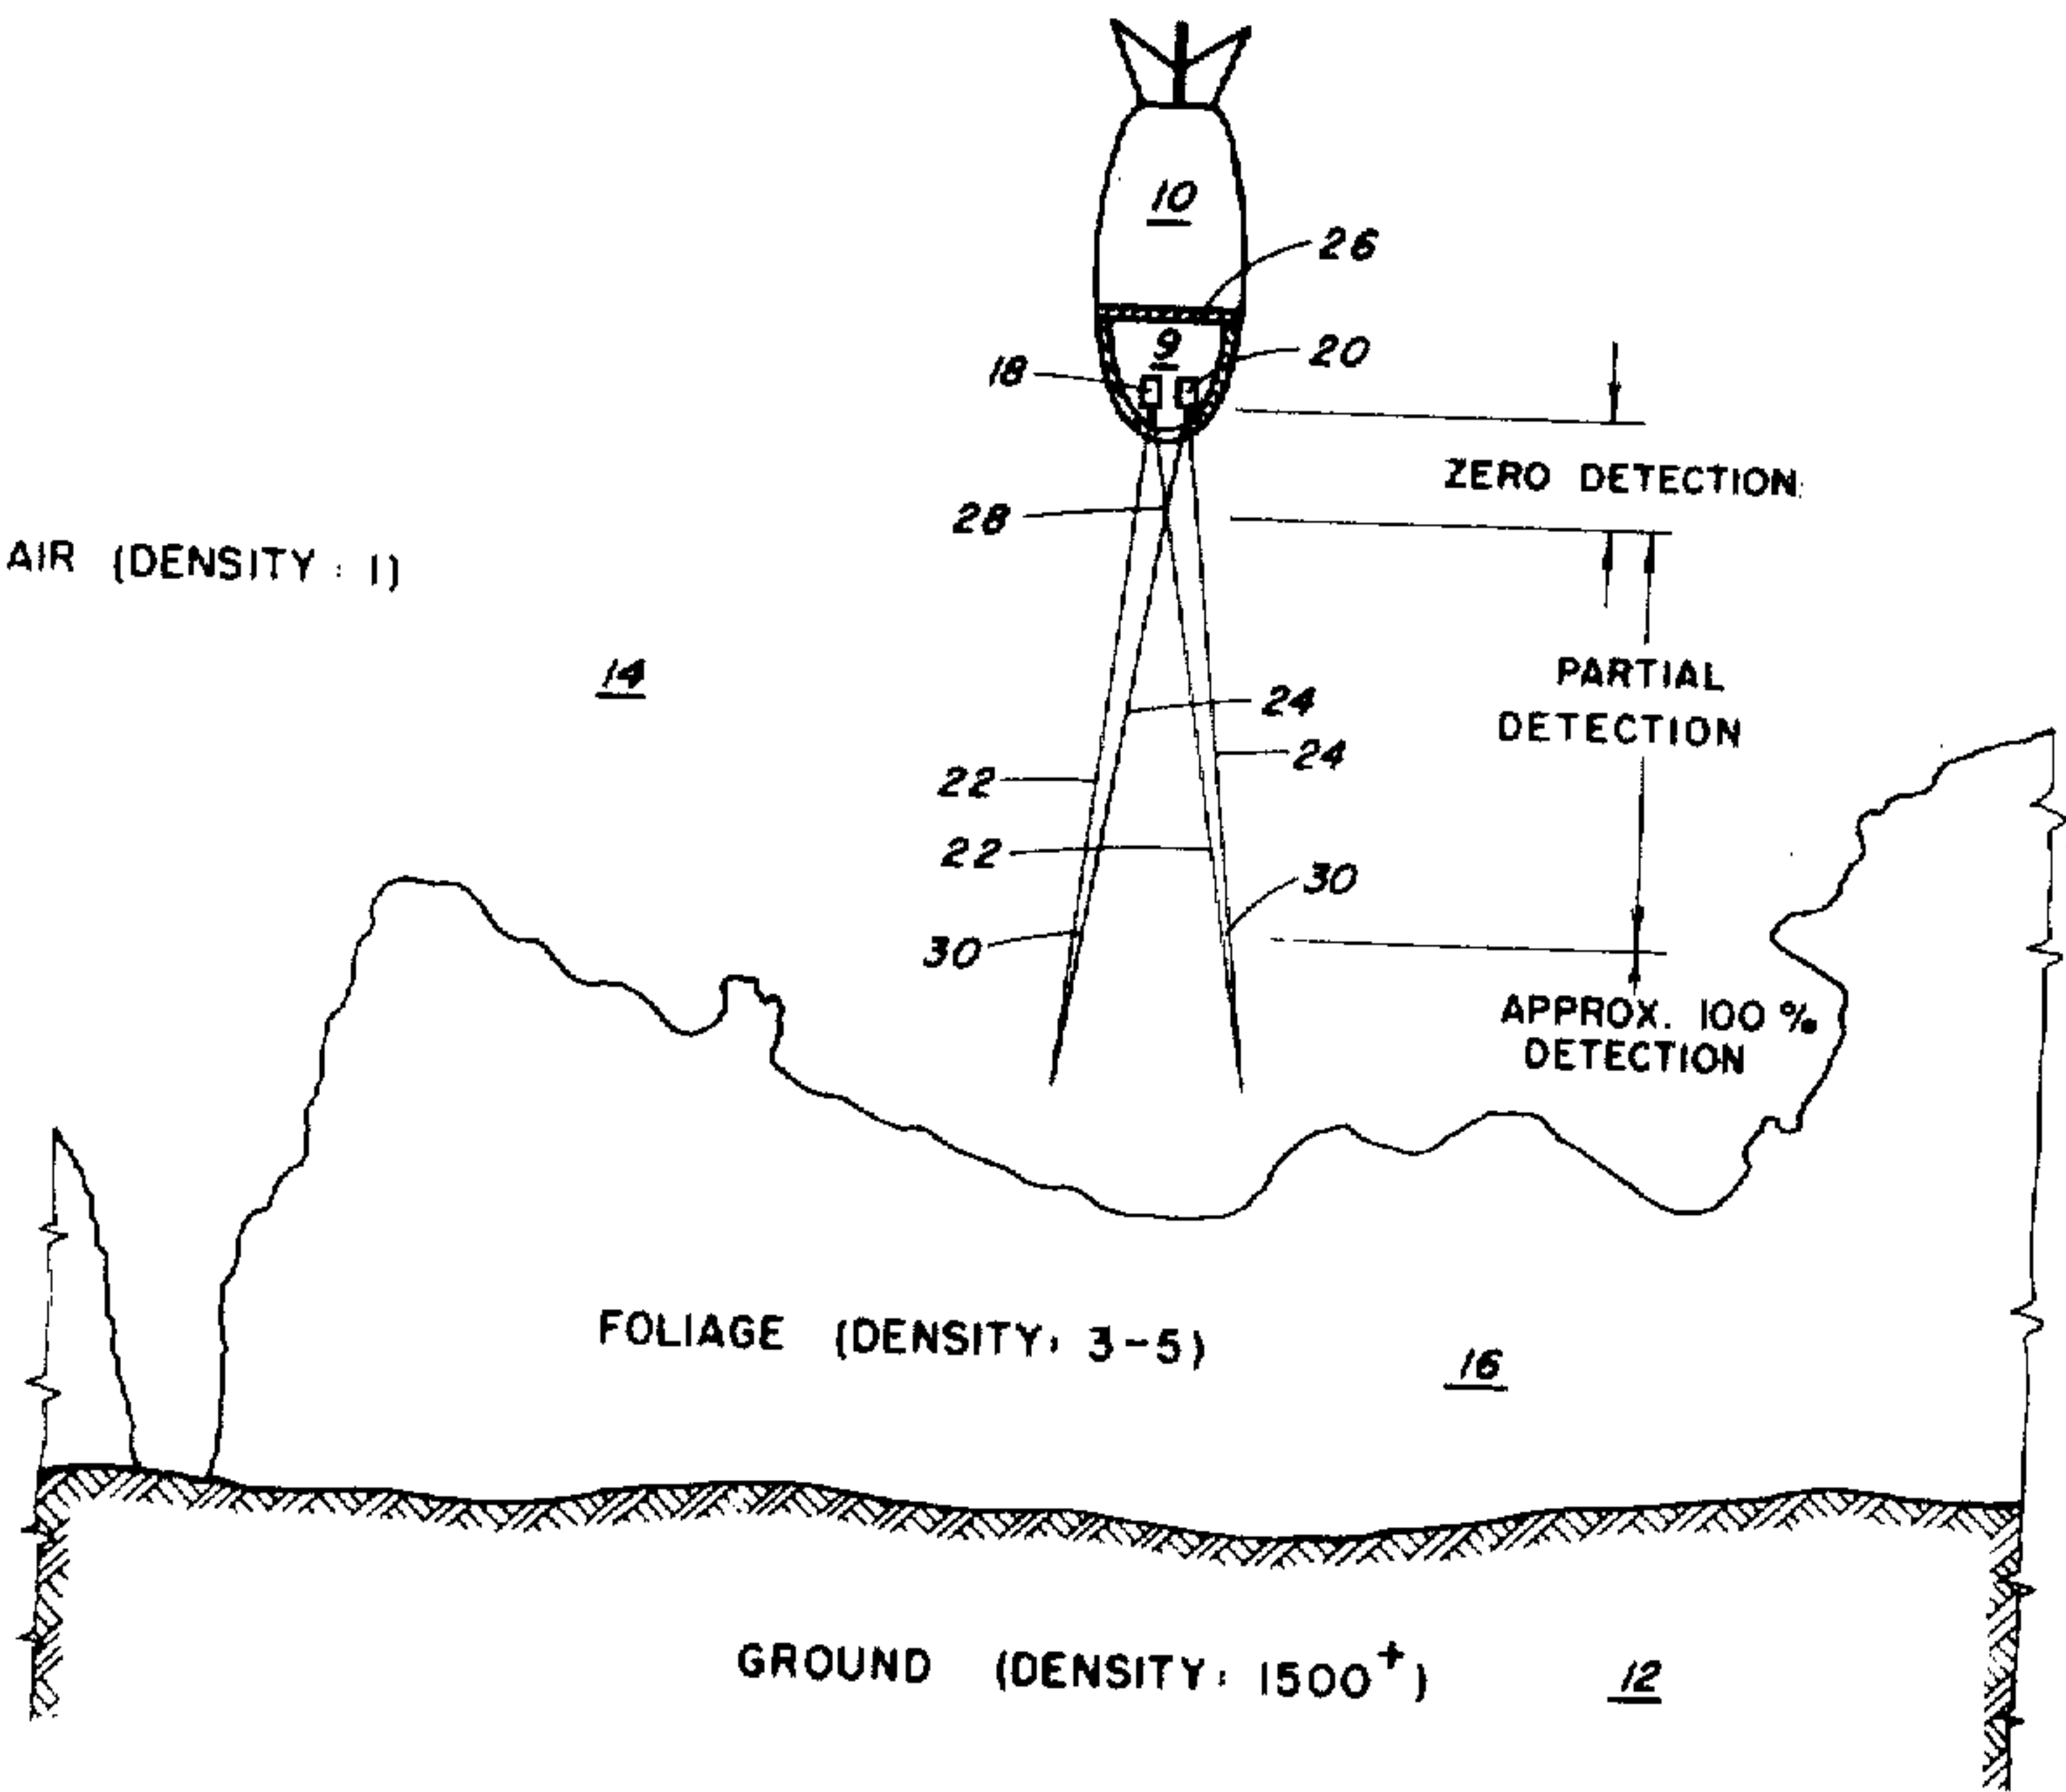 10
26
9
20
18
ZERO DETECTION
28
AIR (DENSITY : 1)
14
PARTIAL
DETECTION
24
24
22
22
30
30
APPROX. 100 %
DETECTION
FOLIAGE (DENSITY: 3-5)
16
GROUND (DENSITY: 1500+)
12